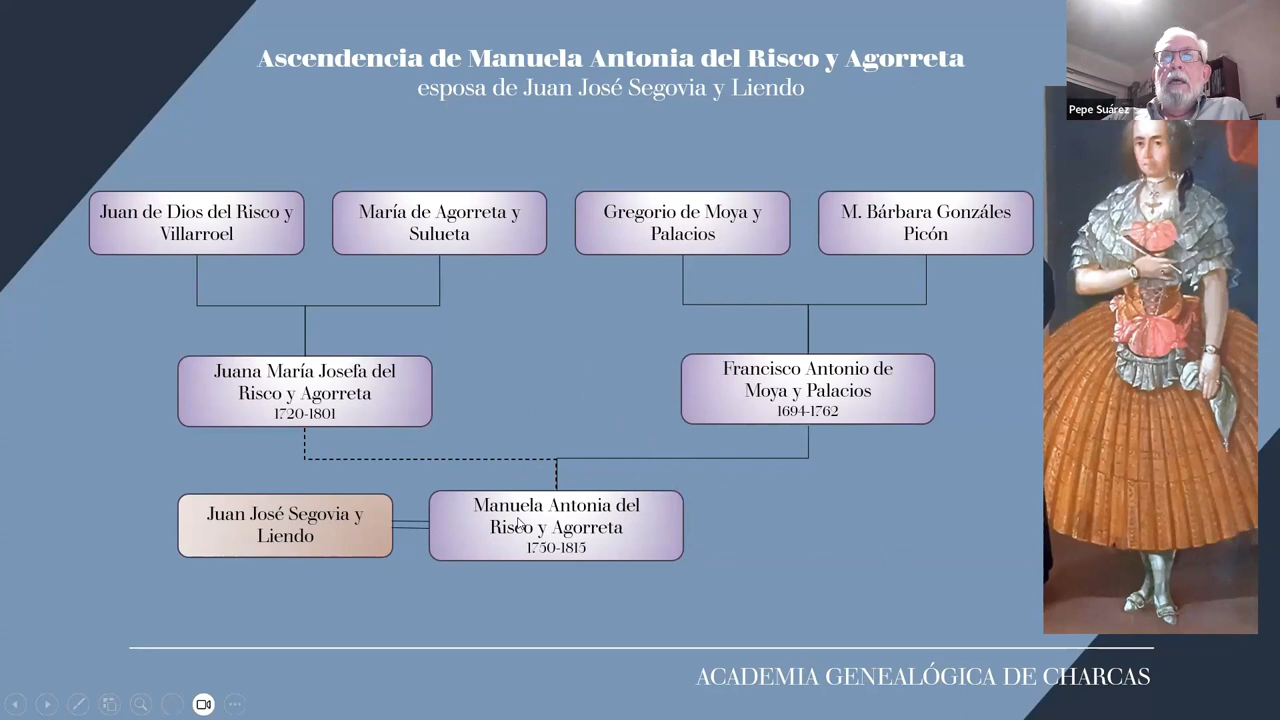 Ascendencia de Manuela Antonia del Risco y Agorreta
esposa de Juan José Segovia y Liendo
Pepe Suárez
Juan de Dios del Risco y
Villarroel
María de Agorreta y
Sulueta
Gregorio de Moya y
Palacios
M. Bárbara Gonzáles
Picón
Juana María Josefa del
Risco y Agorreta
1720-1801
Francisco Antonio de
Moya y Palacios
1694-1762
Juan José Segovia y
Liendo
Manuela Antonia del
Risco y Agorreta
1750-1815
ACADEMIA GENEALÓGICA DE CHARCAS